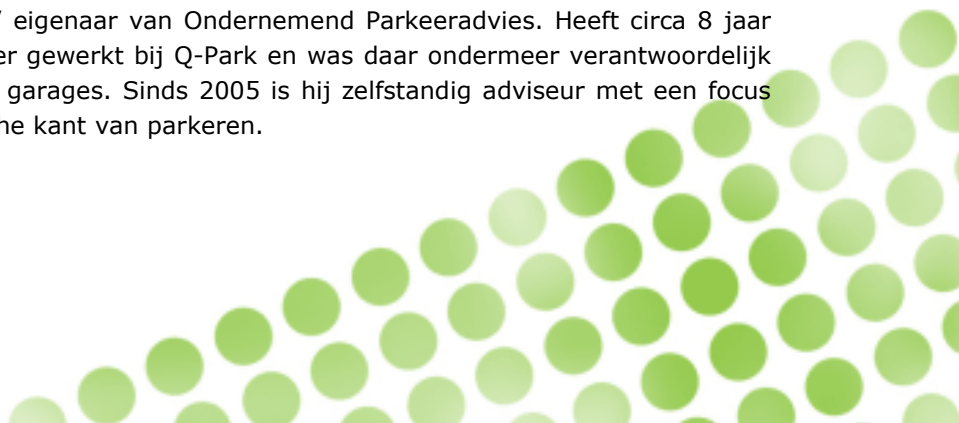 eigenaar van Ondernemend Parkeeradvies. Heeft circa 8 jaar
er gewerkt bij Q-Park en was daar ondermeer verantwoordelijk
garages. Sinds 2005 is hij zelfstandig adviseur met een focus
he kant van parkeren.